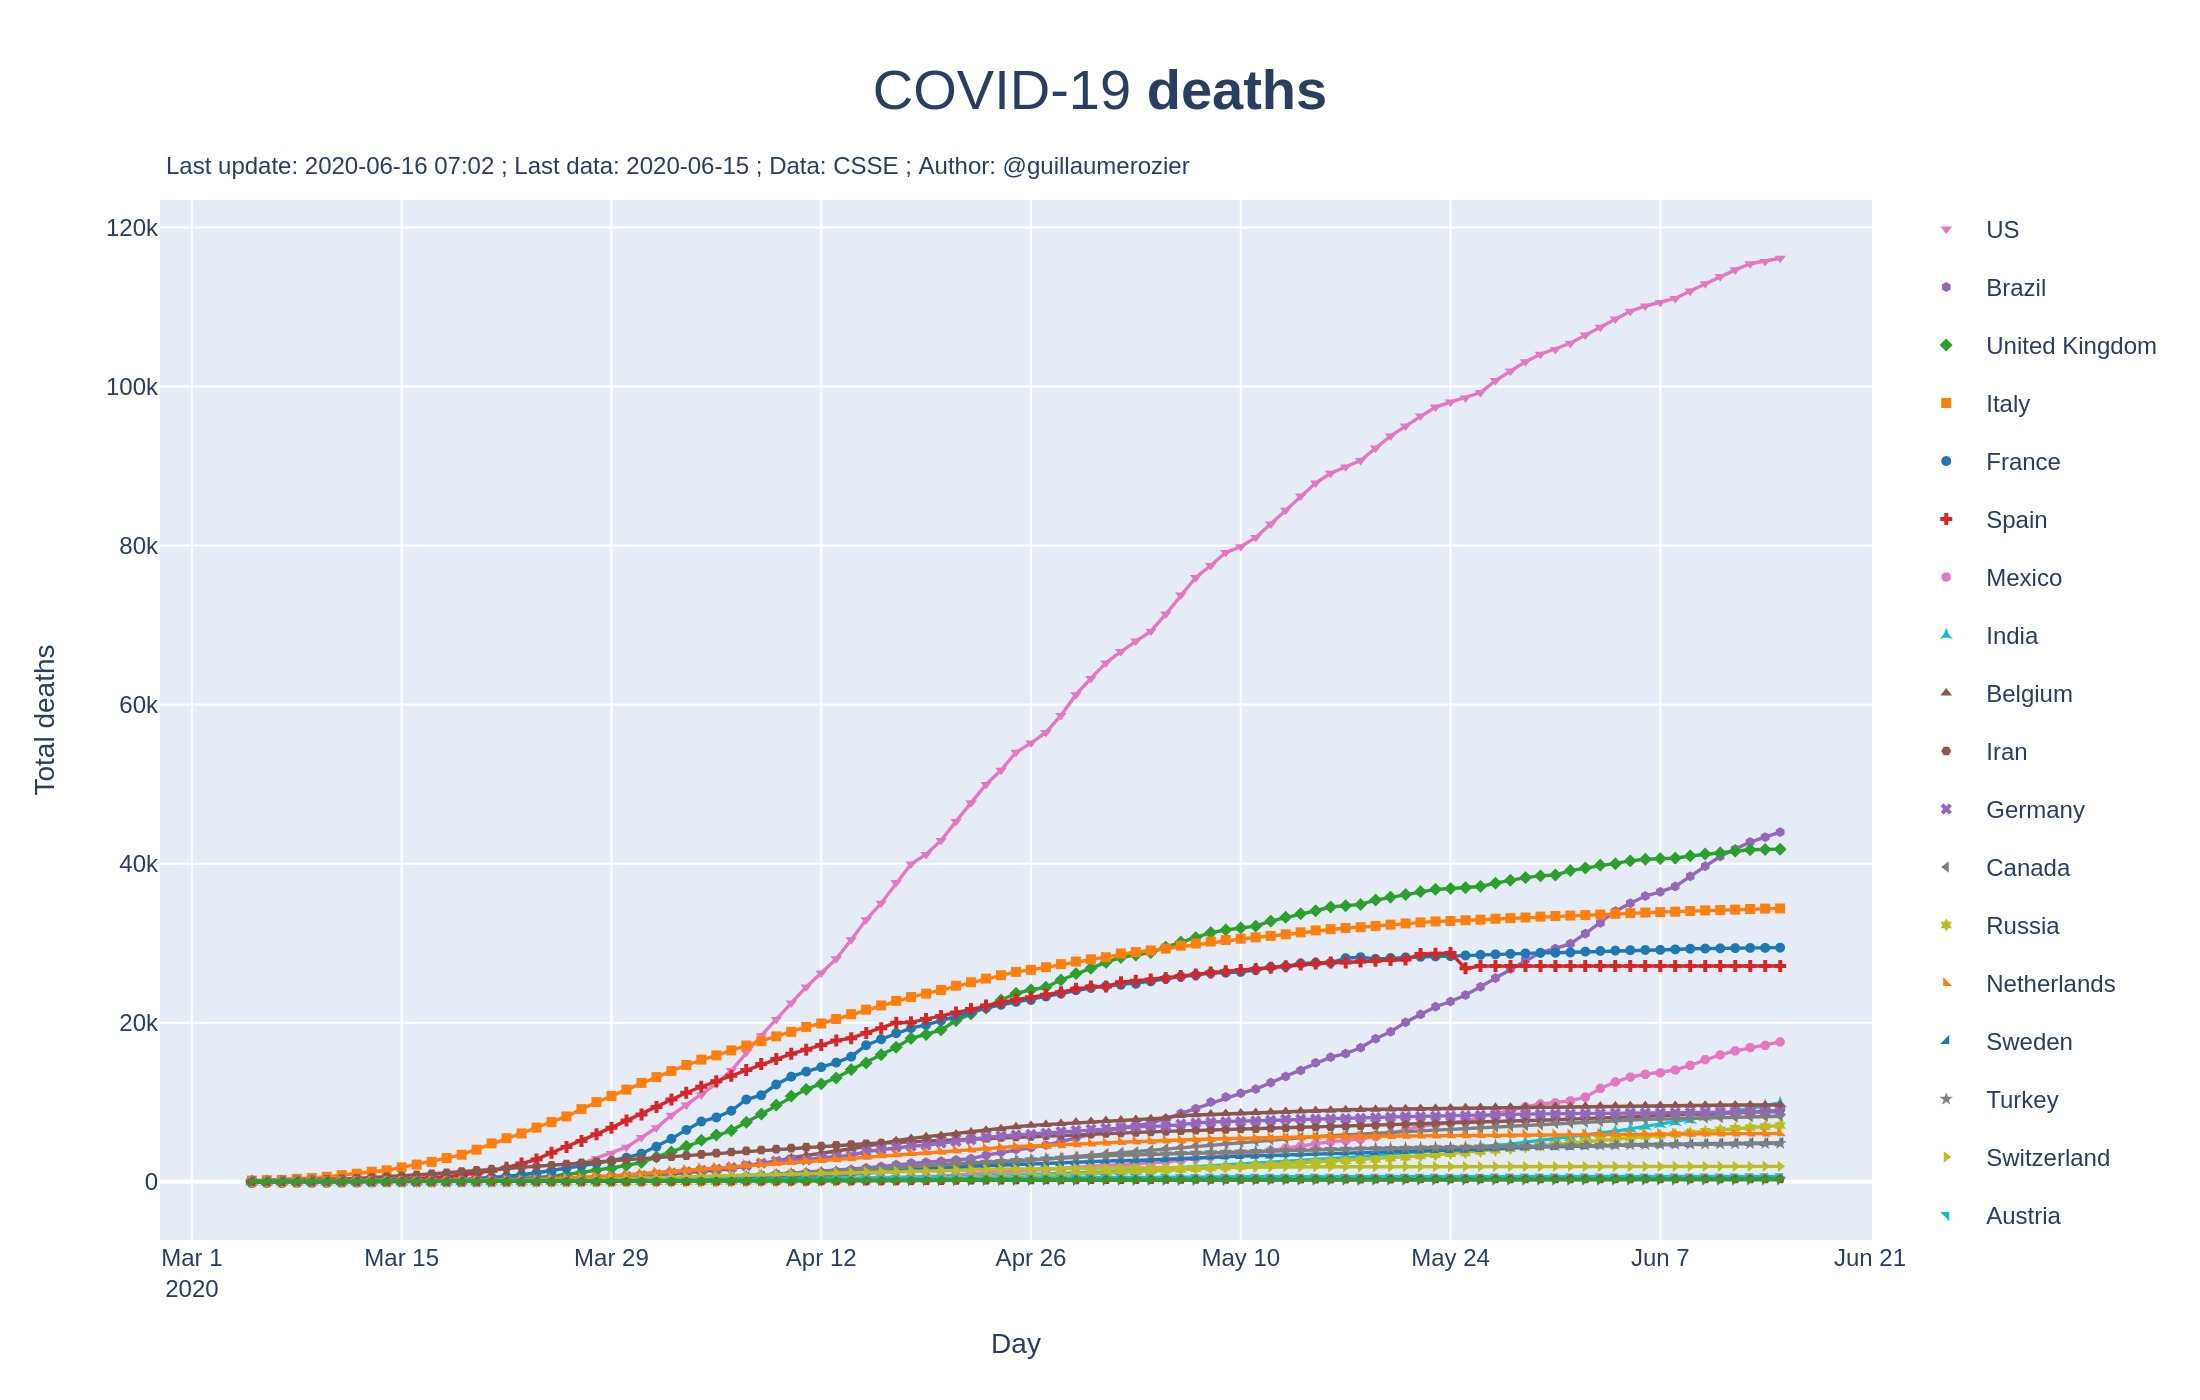 COVID-19 deaths
Last update: 2020-06-16 07:02 ; Last data: 2020-06-15 ; Data: CSSE ; Author: @guillaumerozier
120k
100k
80k
60k
40k
20k
0
Total deaths
Mar 1
2020
Mar 15
Mar 29
Apr 12
Apr 26
May 10
May 24
Jun 7
Jun 21
Day
US
Brazil
United Kingdom
Italy
France
Spain
Mexico
India
Belgium
Iran
Germany
Canada
Russia
Netherlands
Sweden
Turkey
Switzerland
Austria